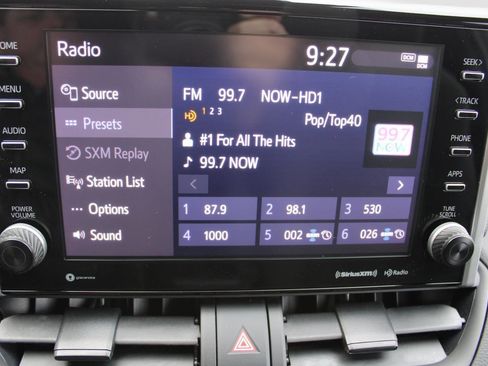 Radio
9:27
DCM
DCM
HOME
MENU
AUDIO
MAP
POWER
VOLUME
SEEK>
<TRACK
PHONE
APPS
TUNE
SCROLL
Source
Presets
SXM Replay
Station List
Options
Sound
FM 99.7 NOW-HD1
HD 1 2 3
Pop/Top40
#1 For All The Hits
99.7 NOW
99.7
NOW
1 87.9
2 98.1
3 530
4 1000
5 002
6 026
SiriusXM
HD Radio